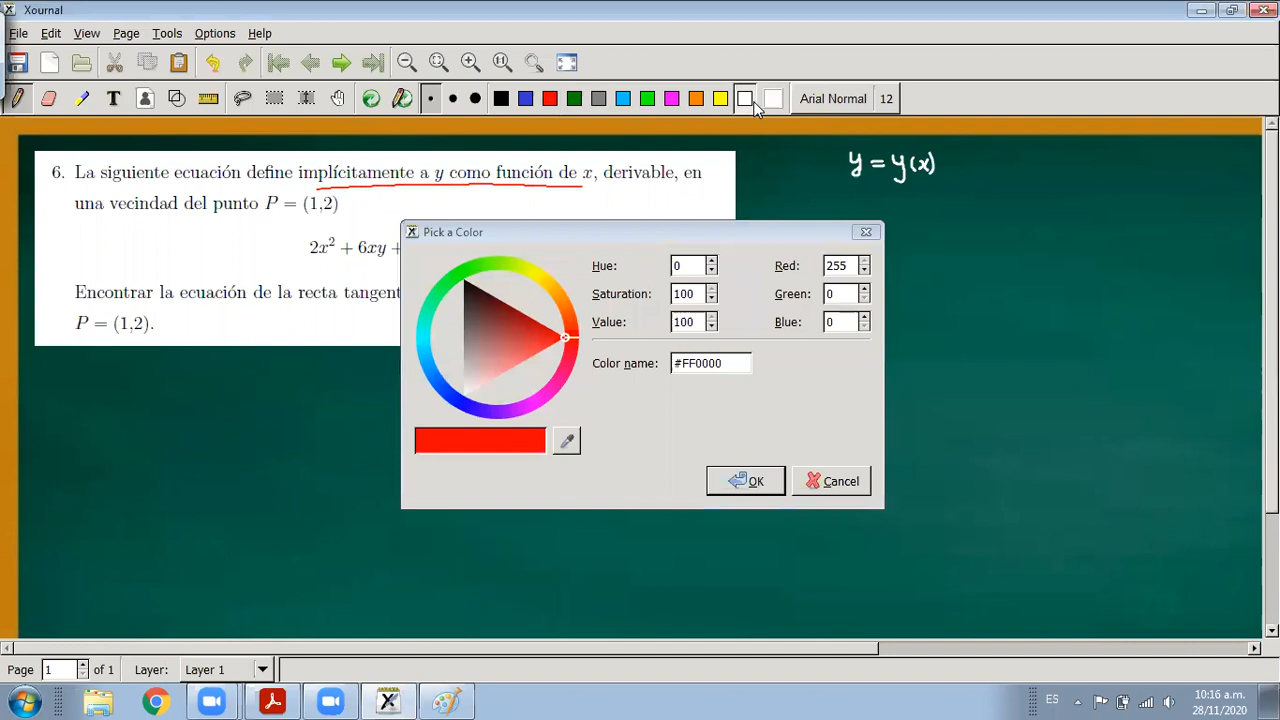 Xournal
File Edit View Page Tools Options Help
Arial Normal 12
6. La siguiente ecuación define implícitamente a y como función de x, derivable, en
una vecindad del punto P = (1,2)
2x² + 6xy +
Encontrar la ecuación de la recta tangent
P = (1,2).
y = y(x)
Pick a Color
Hue: 0 Red: 255
Saturation: 100 Green: 0
Value: 100 Blue: 0
Color name: #FF0000
OK Cancel
Page 1 of 1 Layer: Layer 1
ES 10:16 a.m.
28/11/2020